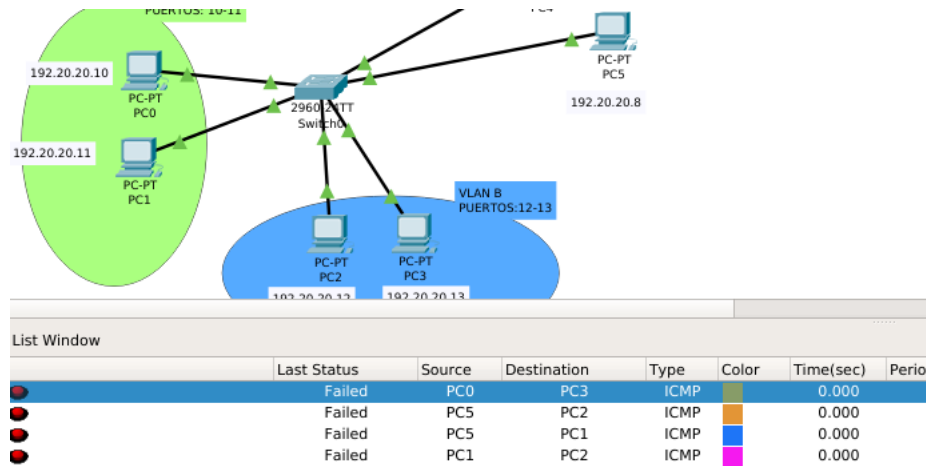 PUERTOS: 10-11
PC4
192.20.20.10
PC-PT
PC0
PC-PT
PC5
2960-24TT
Switch0
192.20.20.8
192.20.20.11
PC-PT
PC1
VLAN B
PUERTOS:12-13
PC-PT
PC2
PC-PT
PC3
192.20.20.12
192.20.20.13
List Window
Last Status Source Destination Type Color Time(sec) Perio
Failed PC0 PC3 ICMP 0.000
Failed PC5 PC2 ICMP 0.000
Failed PC5 PC1 ICMP 0.000
Failed PC1 PC2 ICMP 0.000